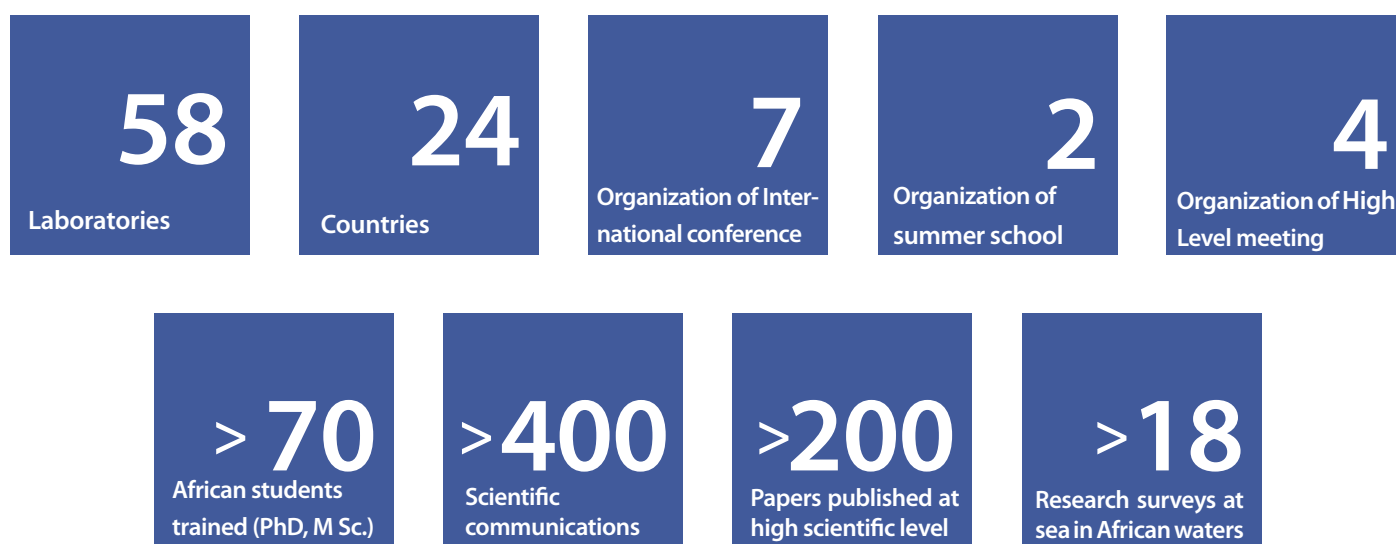 58
Laboratories
24
Countries
7
Organization of Inter-
national conference
2
Organization of
summer school
4
Organization of High
Level meeting
> 70
African students
trained (PhD, M Sc.)
>400
Scientific
communications
>200
Papers published at
high scientific level
>18
Research surveys at
sea in African waters